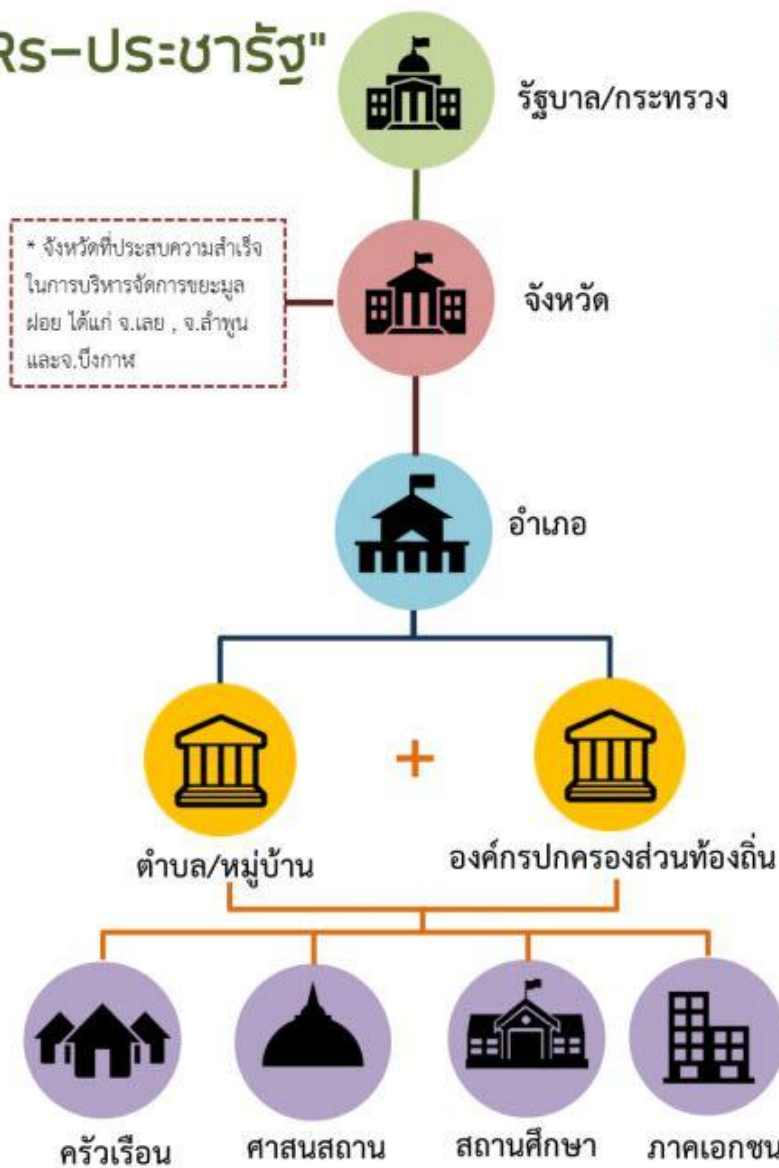 Rs-ประชารัฐ"
รัฐบาล/กระทรวง
* จังหวัดที่ประสบความสำเร็จ
ในการบริหารจัดการขยะมูล
ฝอย ได้แก่ จ.เลย , จ.ลำพูน
และจ.บึงกาฬ
จังหวัด
อำเภอ
+
ตำบล/หมู่บ้าน
องค์กรปกครองส่วนท้องถิ่น
ครัวเรือน
ศาสนสถาน
สถานศึกษา
ภาคเอกชน